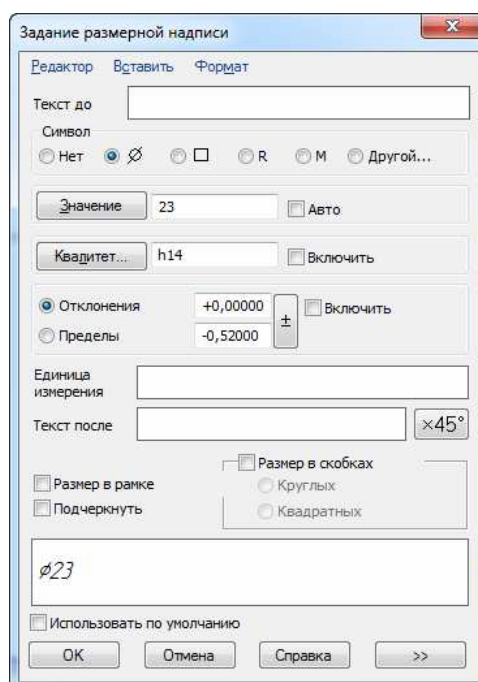 Задание размерной надписи
Редактор Вставить Формат
Текст до
Символ
Нет Ø □ R M Другой...
Значение 23 Авто
Квалитет... h14 Включить
Отклонения +0,00000 ± Включить
Пределы -0,52000
Единица
измерения
Текст после ×45°
Размер в скобках
Размер в рамке Круглых
Подчеркнуть Квадратных
Ø23
Использовать по умолчанию
OK Отмена Справка >>